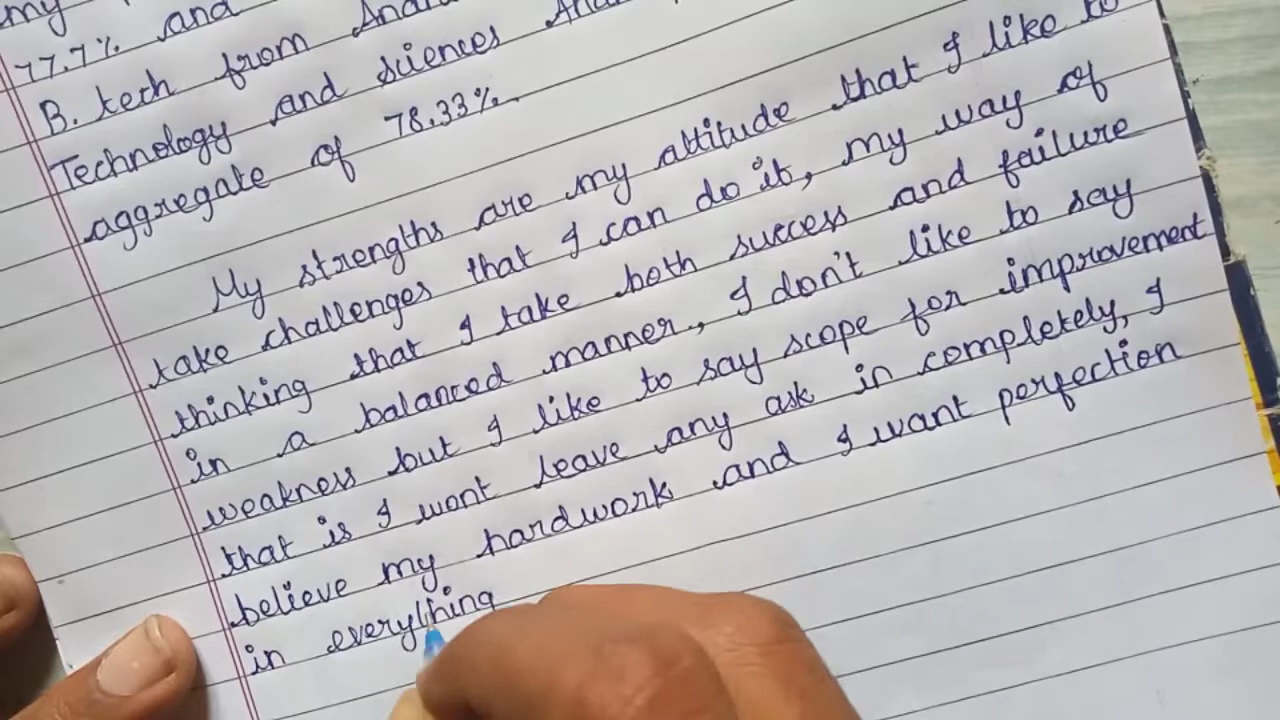 my
77.7% and
B. tech from
Technology and sciences
aggregate of 78.33%.
My strengths are my attitude that I like to
take challenges that I can do it, my way of
thinking that I take both success and failure
in a balanced manner, I don't like to say
weakness but I like to say scope for improvement
that is I wont leave any ask in completely, I
believe my hardwork and I want perfection
in everything